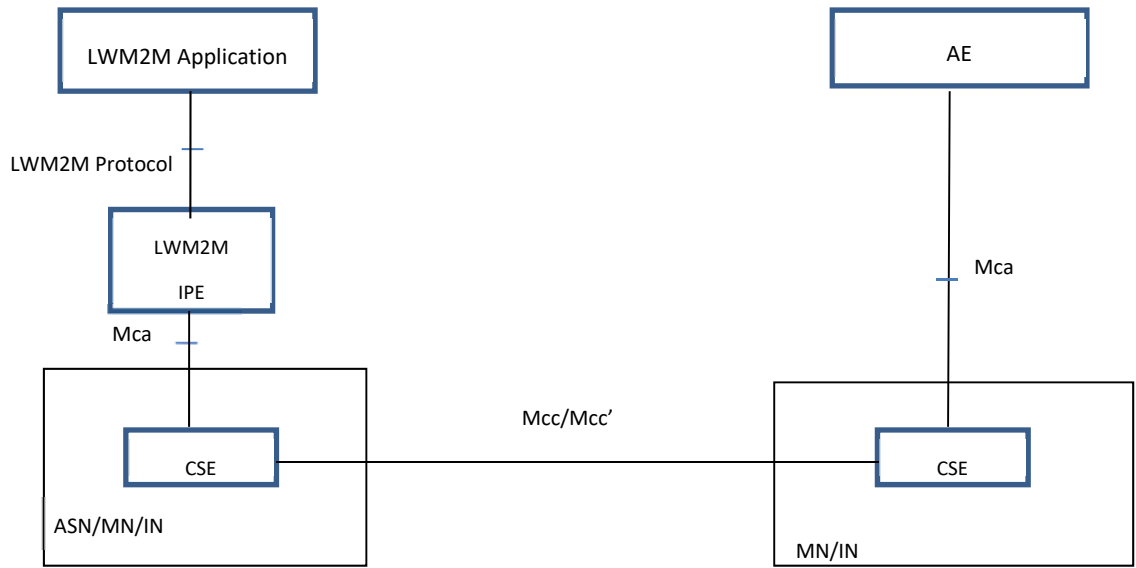 LWM2M Application
AE
LWM2M Protocol
LWM2M
IPE
Mca
Mca
Mcc/Mcc’
CSE
CSE
ASN/MN/IN
MN/IN